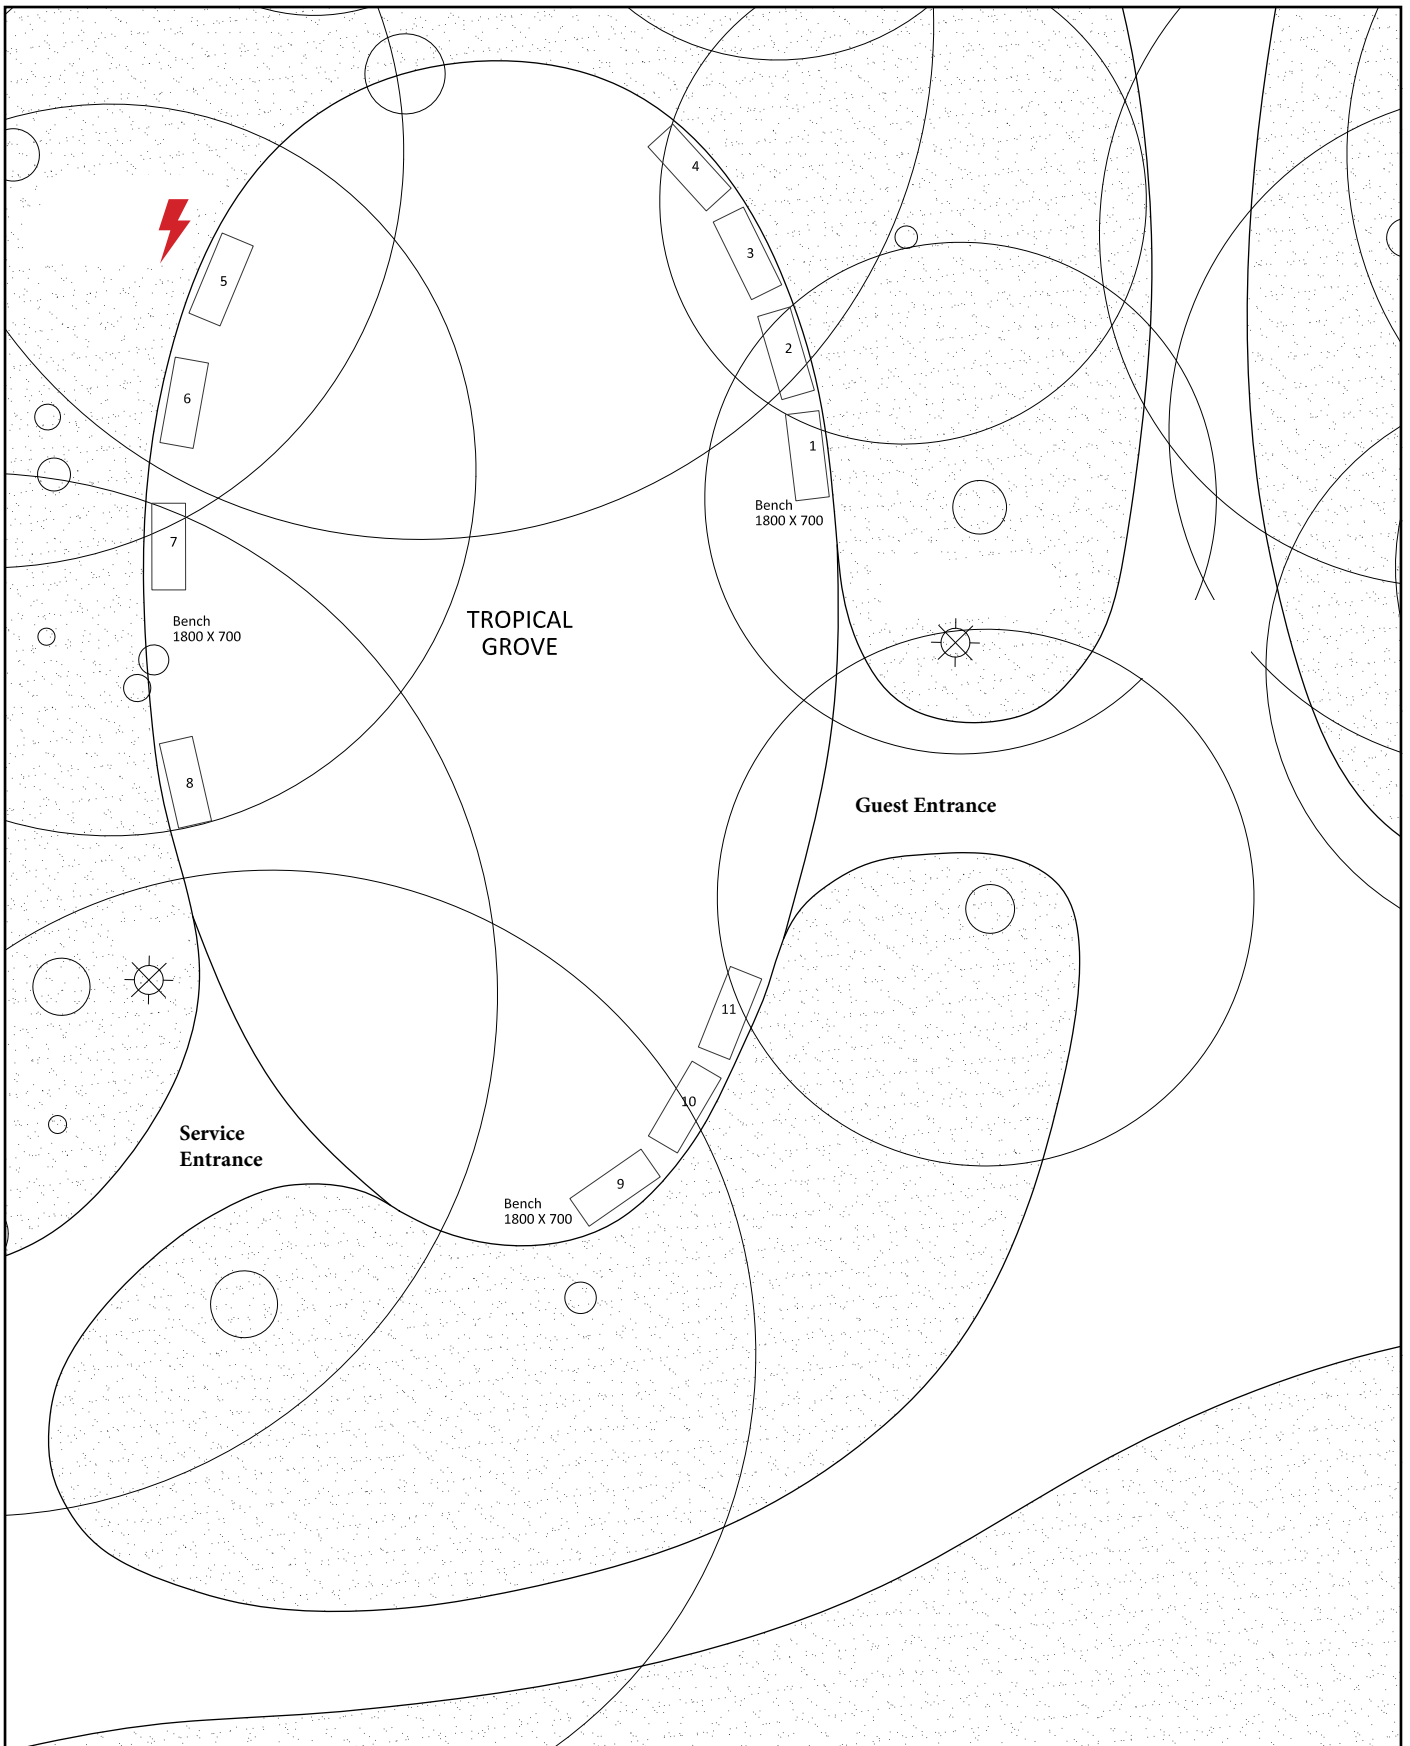 4
3
5
2
6
1
Bench
1800 X 700
7
TROPICAL
GROVE
Bench
1800 X 700
8
Guest Entrance
11
10
Service
Entrance
9
Bench
1800 X 700